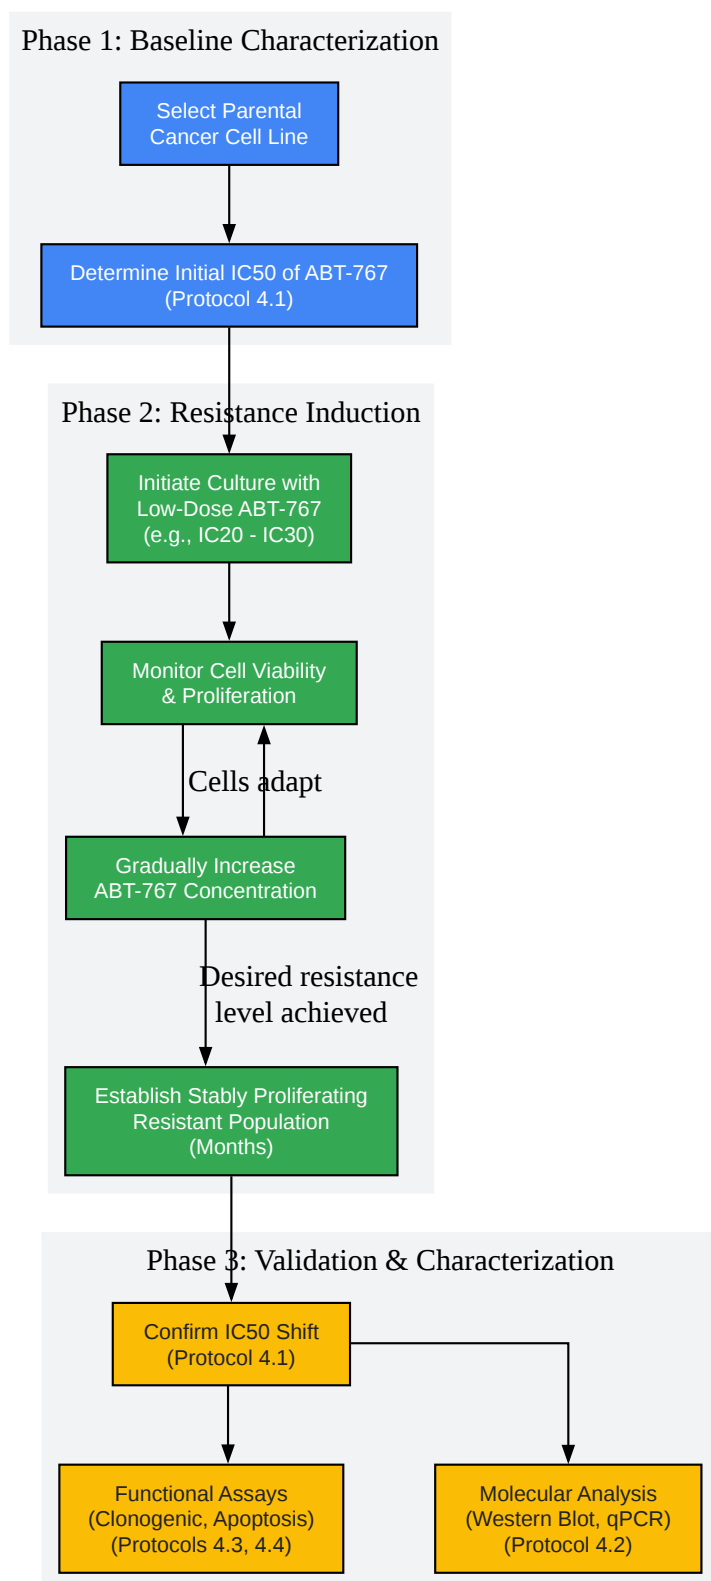 Phase 1: Baseline Characterization
Select Parental
Cancer Cell Line
Determine Initial IC50 of ABT-767
(Protocol 4.1)
Phase 2: Resistance Induction
Initiate Culture with
Low-Dose ABT-767
(e.g., IC20 - IC30)
Monitor Cell Viability
& Proliferation
Cells adapt
Gradually Increase
ABT-767 Concentration
Desired resistance
level achieved
Establish Stably Proliferating
Resistant Population
(Months)
Phase 3: Validation & Characterization
Confirm IC50 Shift
(Protocol 4.1)
Functional Assays
(Clonogenic, Apoptosis)
(Protocols 4.3, 4.4)
Molecular Analysis
(Western Blot, qPCR)
(Protocol 4.2)